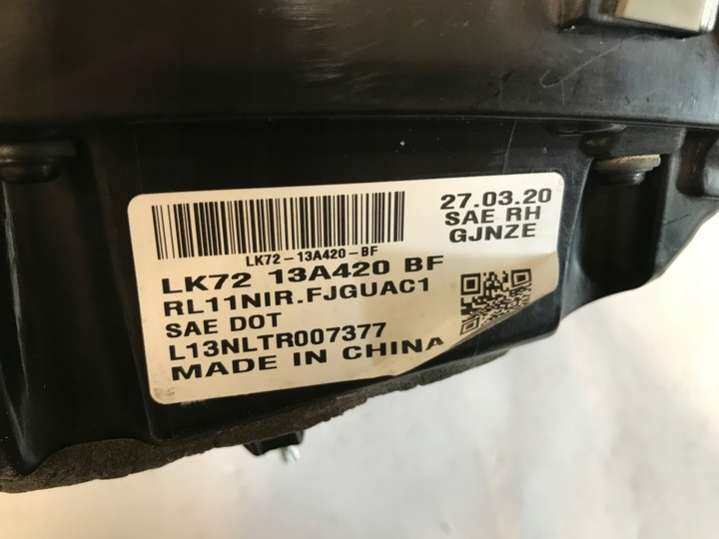 27.03.20
SAE RH
GJNZE
LK72-13A420-BF
LK72 13A420 BF
RL11NIR.FJGUAC1
SAE DOT
L13NLTR007377
MADE IN CHINA